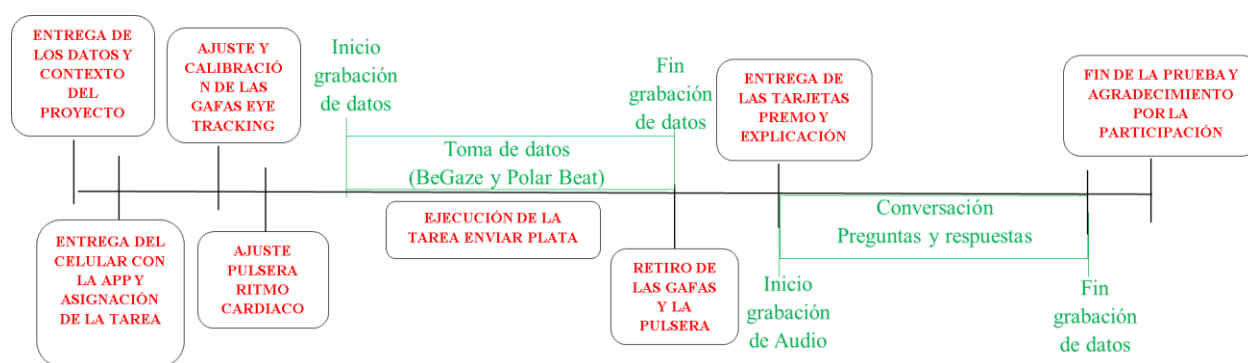 ENTREGA DE
LOS DATOS Y
CONTEXTO
DEL
PROYECTO
ENTREGA DEL
CELULAR CON
LA APP Y
ASIGNACIÓN
DE LA TAREA
AJUSTE Y
CALIBRACIÓ
N DE LAS
GAFAS EYE
TRACKING
AJUSTE
PULSERA
RITMO
CARDIACO
Inicio
grabación
de datos
Toma de datos
(BeGaze y Polar Beat)
EJECUCIÓN DE LA
TAREA ENVIAR PLATA
Fin
grabación
de datos
RETIRO DE
LAS GAFAS
Y LA
PULSERA
ENTREGA DE
LAS TARJETAS
PREMO Y
EXPLICACIÓN
Inicio
grabación
de Audio
Conversación
Preguntas y respuestas
Fin
grabación
de datos
FIN DE LA PRUEBA Y
AGRADECIMIENTO
POR LA
PARTICIPACIÓN